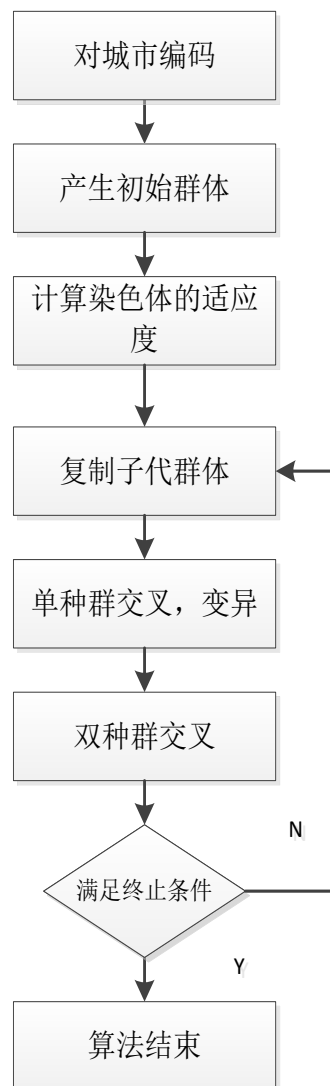 对城市编码
产生初始群体
计算染色体的适应
度
复制子代群体
单种群交叉，变异
双种群交叉
N
满足终止条件
Y
算法结束